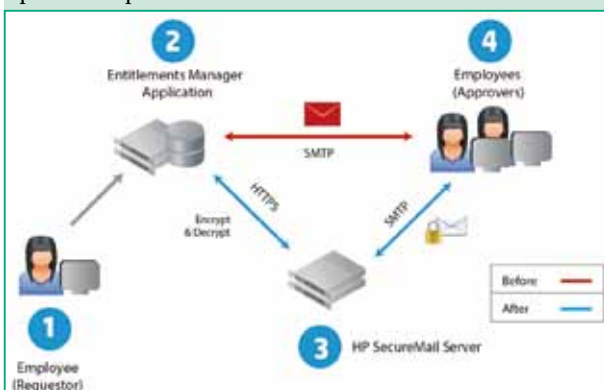 2
Entitlements Manager
Application
4
Employees
(Approvers)
SMTP
HTTPS
Encrypt
& Decrypt
SMTP
1
Employee
(Requestor)
3
HP SecureMail Server
Before
After